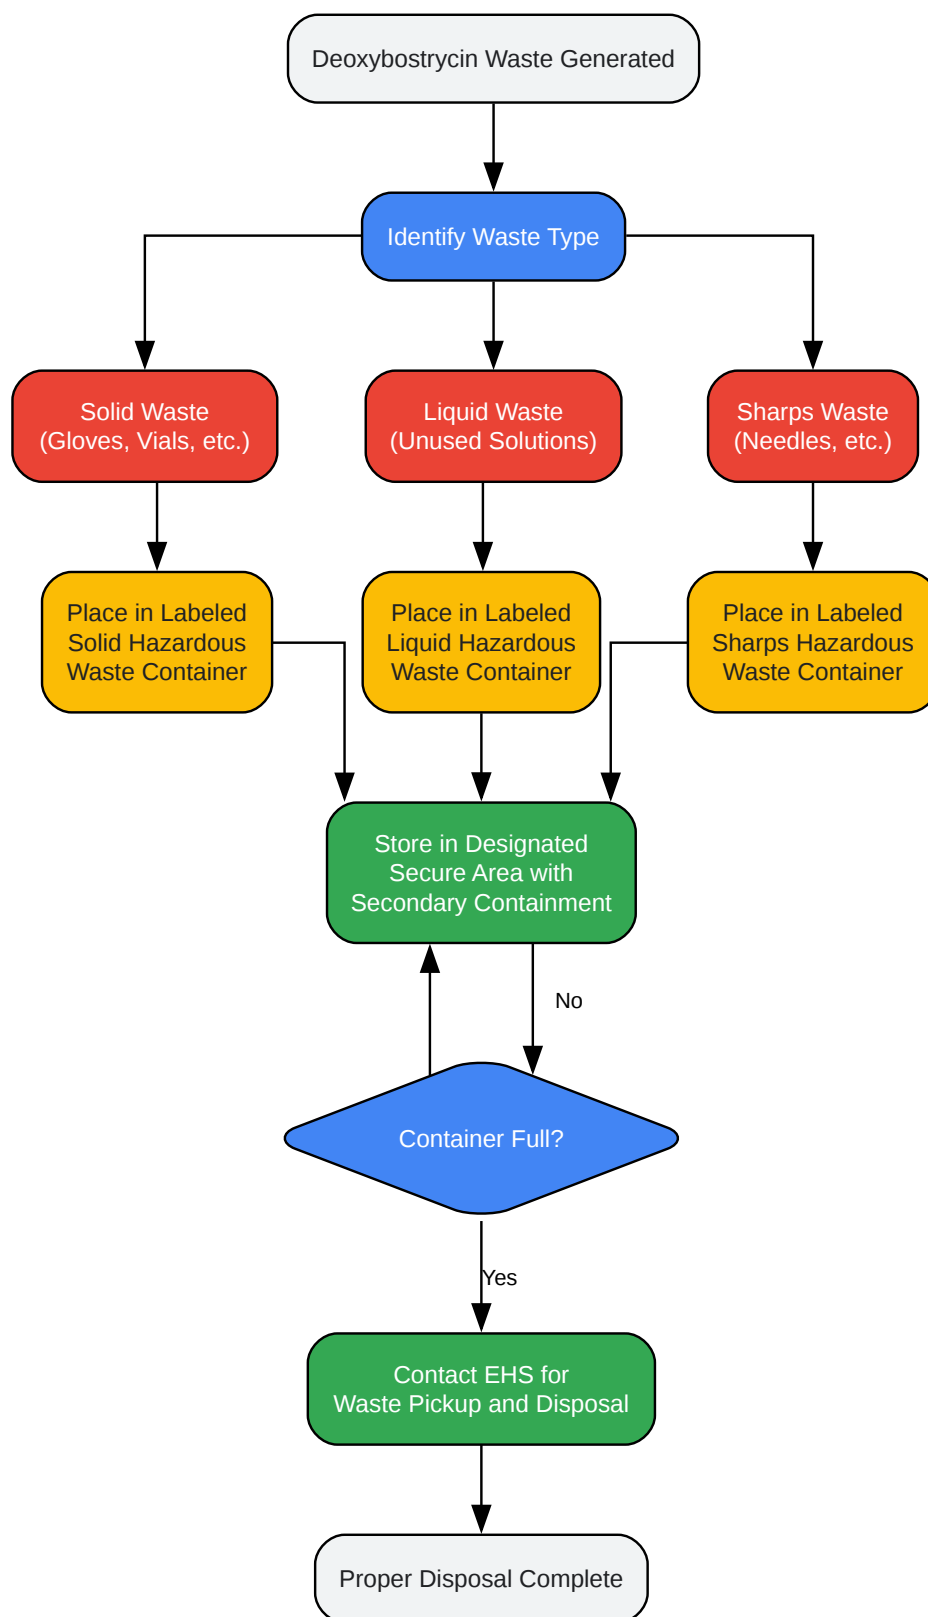 Deoxybostrycin Waste Generated
Identify Waste Type
Solid Waste
(Gloves, Vials, etc.)
Liquid Waste
(Unused Solutions)
Sharps Waste
(Needles, etc.)
Place in Labeled
Solid Hazardous
Waste Container
Place in Labeled
Liquid Hazardous
Waste Container
Place in Labeled
Sharps Hazardous
Waste Container
Store in Designated
Secure Area with
Secondary Containment
No
Container Full?
Yes
Contact EHS for
Waste Pickup and Disposal
Proper Disposal Complete